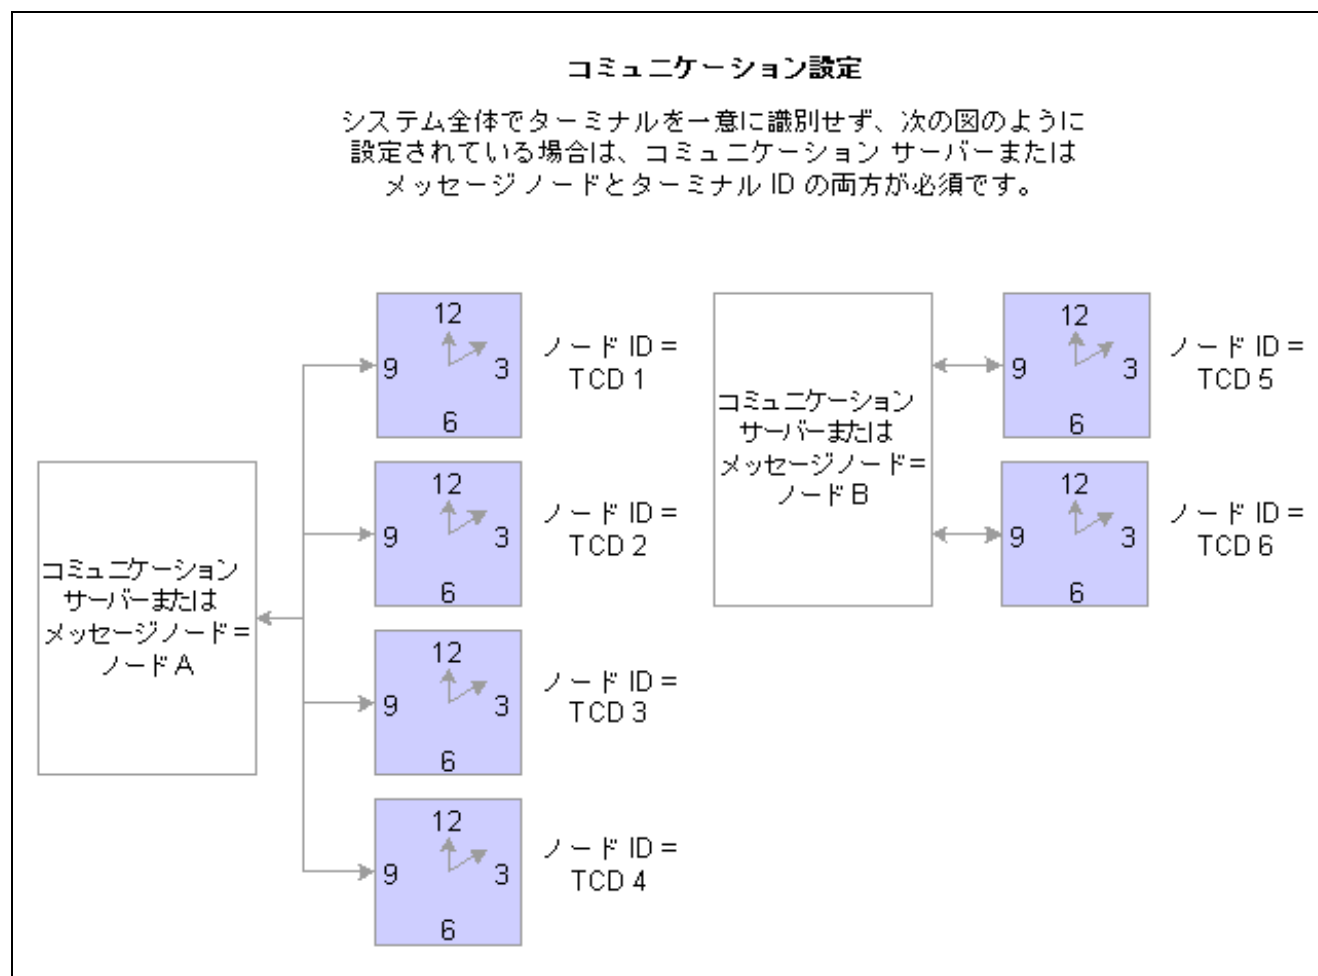 コミュニケーション設定
システム全体でターミナルを一意に識別せず、次の図のように
設定されている場合は、コミュニケーション サーバーまたは
メッセージ ノードとターミナル ID の両方が必須です。
12
9
3
6
ノード ID =
TCD 1
12
9
3
6
ノード ID =
TCD 2
12
9
3
6
ノード ID =
TCD 3
12
9
3
6
ノード ID =
TCD 4
コミュニケーション
サーバーまたは
メッセージノード =
ノード A
コミュニケーション
サーバーまたは
メッセージノード =
ノード B
12
9
3
6
ノード ID =
TCD 5
12
9
3
6
ノード ID =
TCD 6